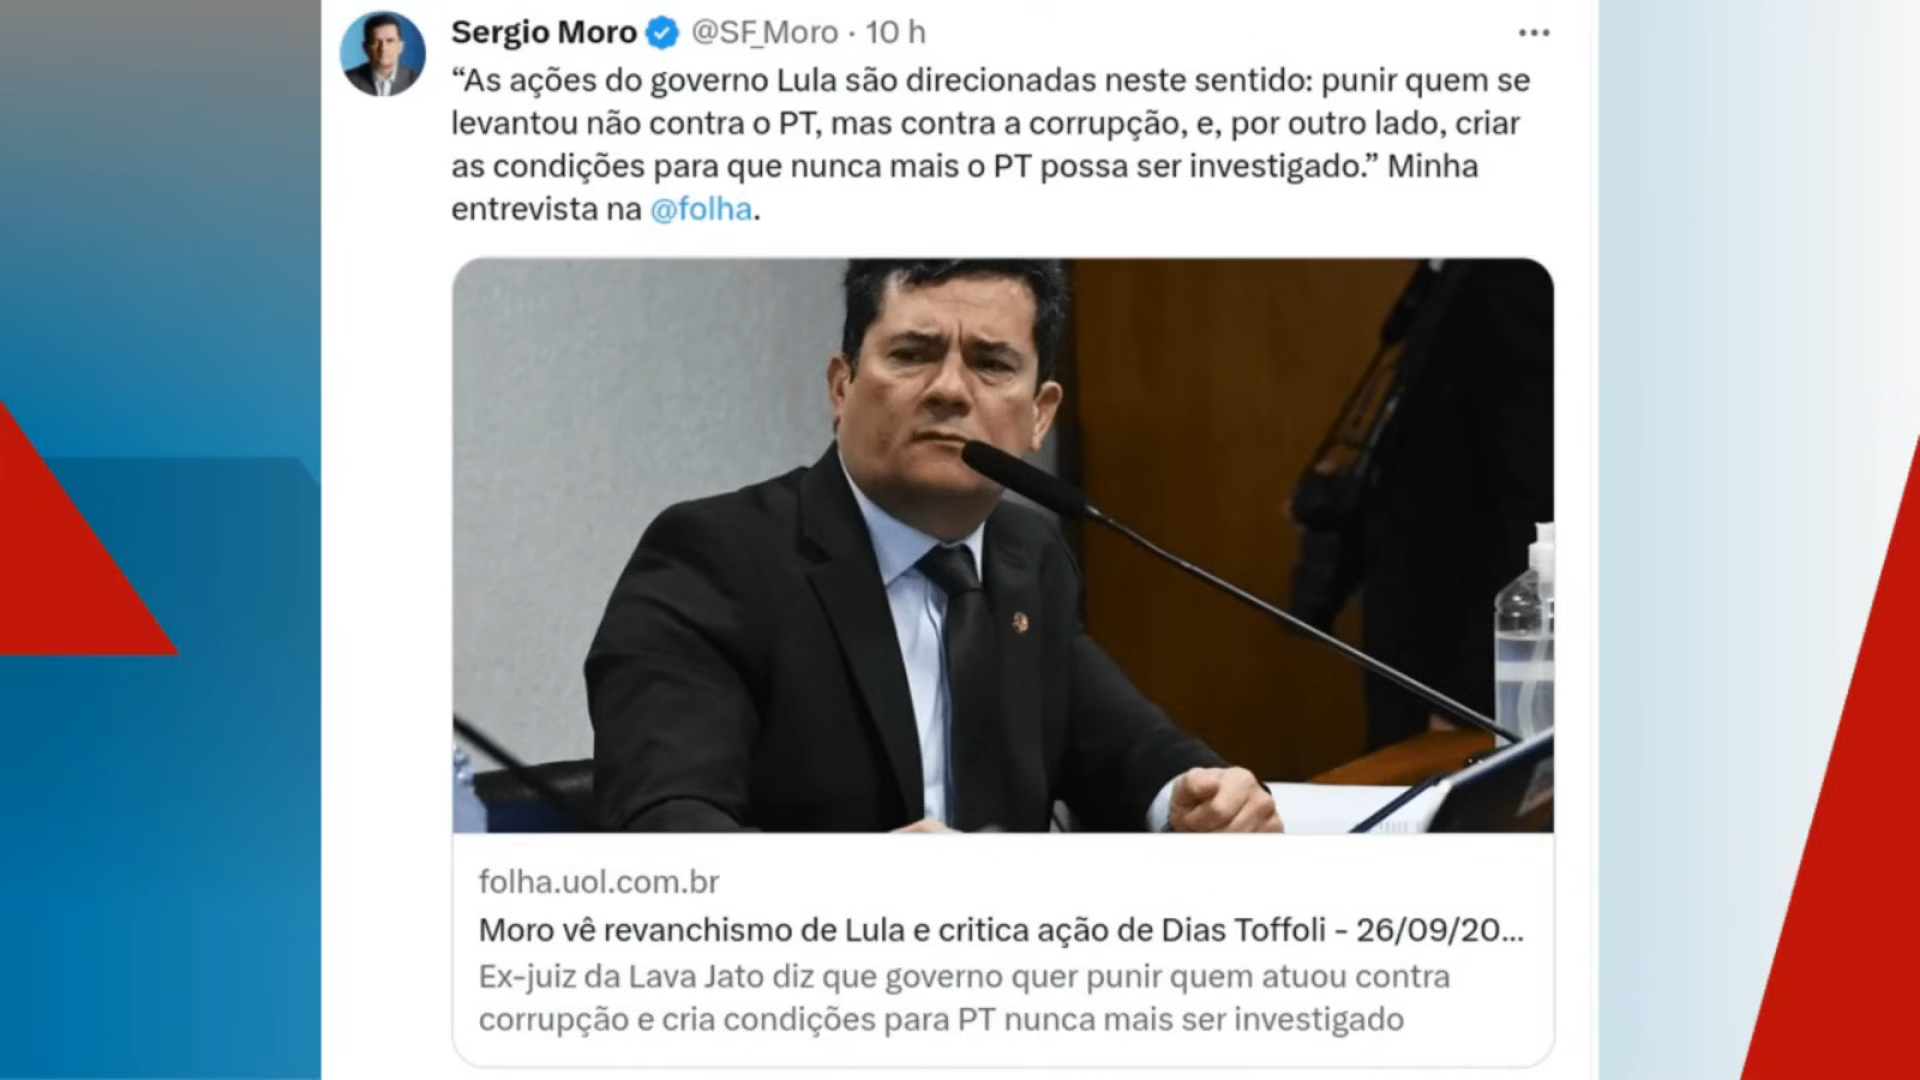 Sergio Moro @SF_Moro · 10 h
“As ações do governo Lula são direcionadas neste sentido: punir quem se
levantou não contra o PT, mas contra a corrupção, e, por outro lado, criar
as condições para que nunca mais o PT possa ser investigado.” Minha
entrevista na @folha.
folha.uol.com.br
Moro vê revanchismo de Lula e critica ação de Dias Toffoli - 26/09/20...
Ex-juiz da Lava Jato diz que governo quer punir quem atuou contra
corrupção e cria condições para PT nunca mais ser investigado